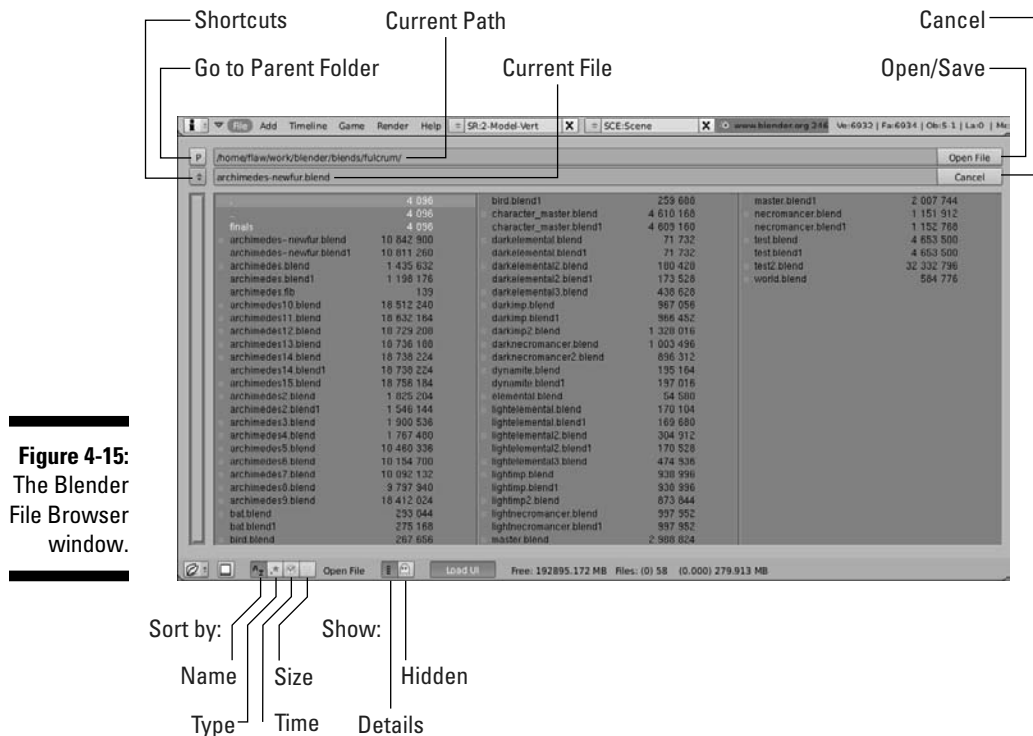 Shortcuts
Current Path
Cancel
Go to Parent Folder
Current File
Open/Save
File Add Timeline Game Render Help SR:2-Model-Vert X SCE:Scene X www.blender.org 246 Ve:6932 | Fa:6934 | Ob:5-1 | La:0 |
P /home/flaw/work/blender/blends/fulcrum/ Open File
archimedes-newfur.blend Cancel
. 4 096
.. 4 096
finals 4 096
archimedes-newfur.blend 10 842 900
archimedes-newfur.blend1 10 811 260
archimedes.blend 1 435 632
archimedes.blend1 1 198 176
archimedes.flb 139
archimedes10.blend 18 512 240
archimedes11.blend 18 632 164
archimedes12.blend 18 729 208
archimedes13.blend 18 736 188
archimedes14.blend 18 738 224
archimedes14.blend1 18 738 224
archimedes15.blend 18 756 184
archimedes2.blend 1 825 204
archimedes2.blend1 1 546 144
archimedes3.blend 1 900 536
archimedes4.blend 1 767 480
archimedes5.blend 10 460 336
archimedes6.blend 10 154 700
archimedes7.blend 10 092 132
archimedes8.blend 9 797 940
archimedes9.blend 18 412 024
bat.blend 293 044
bat.blend1 275 168
bird.blend 267 656
bird.blend1 259 688
character_master.blend 4 610 168
character_master.blend1 4 609 160
darkelemental.blend 71 732
darkelemental.blend1 71 732
darkelemental2.blend 180 428
darkelemental2.blend1 173 528
darkelemental3.blend 438 628
darkimp.blend 967 056
darkimp.blend1 966 452
darkimp2.blend 1 328 016
darknecromancer.blend 1 003 496
darknecromancer2.blend 896 312
dynamite.blend 195 164
dynamite.blend1 197 016
elemental.blend 54 580
lightelemental.blend 170 104
lightelemental.blend1 169 680
lightelemental2.blend 304 912
lightelemental2.blend1 170 528
lightelemental3.blend 474 936
lightimp.blend 938 996
lightimp.blend1 938 996
lightimp2.blend 873 844
lightnecromancer.blend 997 952
lightnecromancer.blend1 997 952
master.blend 2 988 824
master.blend1 2 007 744
necromancer.blend 1 151 912
necromancer.blend1 1 152 768
test.blend 4 653 500
test.blend1 4 653 500
test2.blend 32 332 796
world.blend 584 776
Open File Load UI Free: 192895.172 MB Files: (0) 58 (0.000) 279.913 MB
Figure 4-15:
The Blender
File Browser
window.
Sort by:
Show:
Name
Size
Hidden
Type
Time
Details